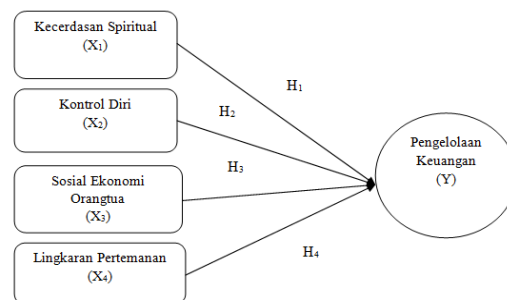 Kecerdasan Spiritual
(X₁)
H₁
Kontrol Diri
(X₂)
H₂
Pengelolaan
Keuangan
(Y)
H₃
Sosial Ekonomi
Orangtua
(X₃)
Lingkaran Pertemanan
(X₄)
H₄